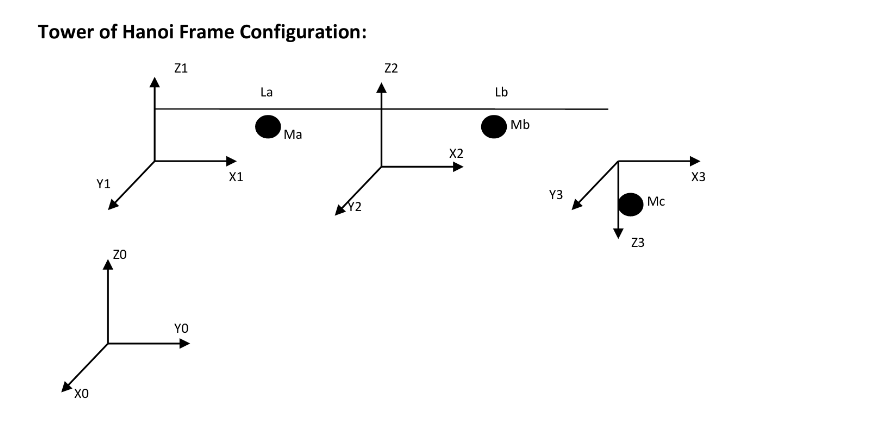 Tower of Hanoi Frame Configuration:
Z1
Z2
La
Lb
Ma
Mb
X2
Y1
X1
X3
Y3
Mc
Y2
Z3
Z0
Y0
X0